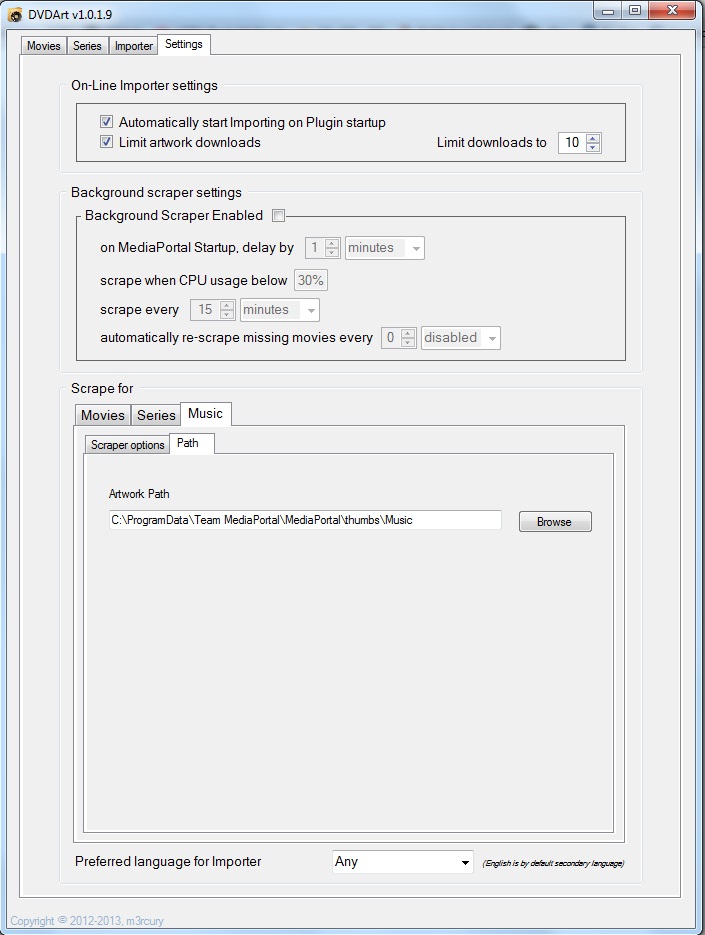 DVDArt v1.0.1.9
Movies Series Importer Settings
On-Line Importer settings
Automatically start Importing on Plugin startup
Limit artwork downloads Limit downloads to 10
Background scraper settings
Background Scraper Enabled
on MediaPortal Startup, delay by 1 minutes
scrape when CPU usage below 30%
scrape every 15 minutes
automatically re-scrape missing movies every 0 disabled
Scrape for
Movies Series Music
Scraper options Path
Artwork Path
C:\ProgramData\Team MediaPortal\MediaPortal\thumbs\Music Browse
Preferred language for Importer Any (English is by default secondary language)
Copyright © 2012-2013, m3rcury